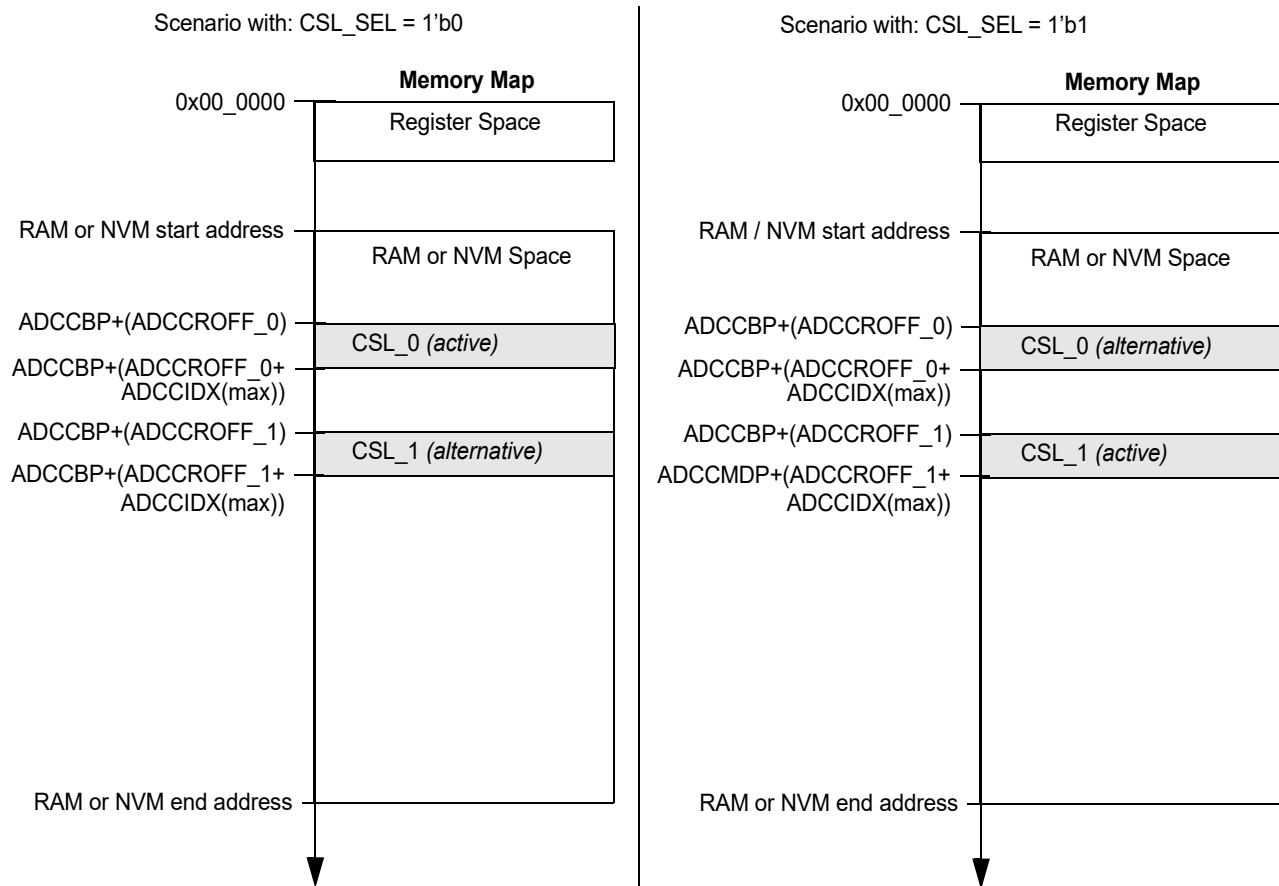 Scenario with: CSL_SEL = 1’b0
Memory Map
0x00_0000
Register Space
RAM or NVM start address
RAM or NVM Space
ADCCBP+(ADCCROFF_0)
CSL_0 (active)
ADCCBP+(ADCCROFF_0+
ADCCIDX(max))
ADCCBP+(ADCCROFF_1)
CSL_1 (alternative)
ADCCBP+(ADCCROFF_1+
ADCCIDX(max))
RAM or NVM end address
Scenario with: CSL_SEL = 1’b1
Memory Map
0x00_0000
Register Space
RAM / NVM start address
RAM or NVM Space
ADCCBP+(ADCCROFF_0)
CSL_0 (alternative)
ADCCBP+(ADCCROFF_0+
ADCCIDX(max))
ADCCBP+(ADCCROFF_1)
CSL_1 (active)
ADCCMDP+(ADCCROFF_1+
ADCCIDX(max))
RAM or NVM end address